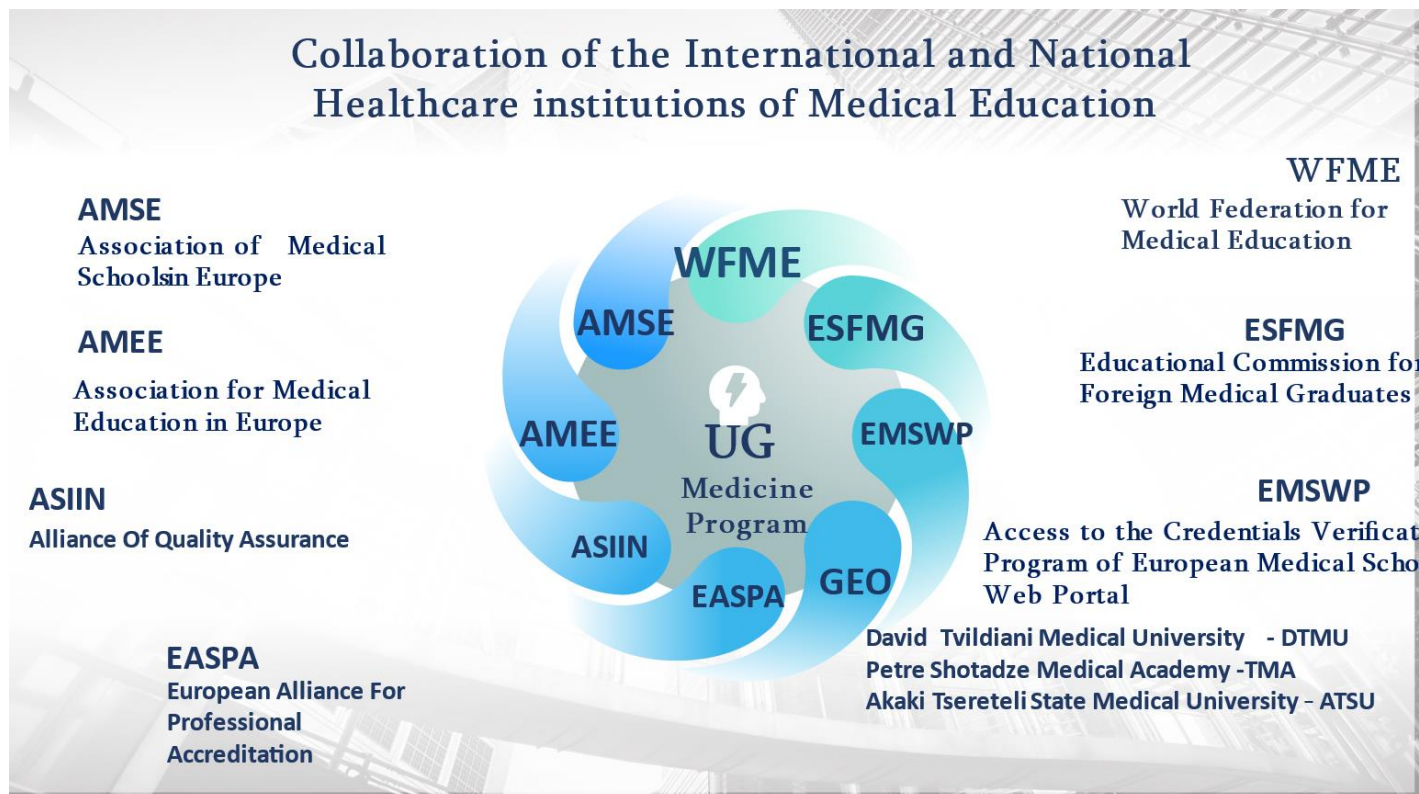 Collaboration of the International and National
Healthcare institutions of Medical Education
AMSE
Association of Medical
Schoolsin Europe
AMEE
Association for Medical
Education in Europe
ASIIN
Alliance Of Quality Assurance
EASPA
European Alliance For
Professional
Accreditation
WFME
AMSE
ESFMG
AMEE
EMSWP
UG
Medicine
Program
ASIIN
GEO
EASPA
WFME
World Federation for
Medical Education
ESFMG
Educational Commission for
Foreign Medical Graduates
EMSWP
Access to the Credentials
Program of European Medical
Web Portal
David Tvildiani Medical University - DTMU
Petre Shotadze Medical Academy -TMA
Akaki Tsereteli State Medical University - ATSU